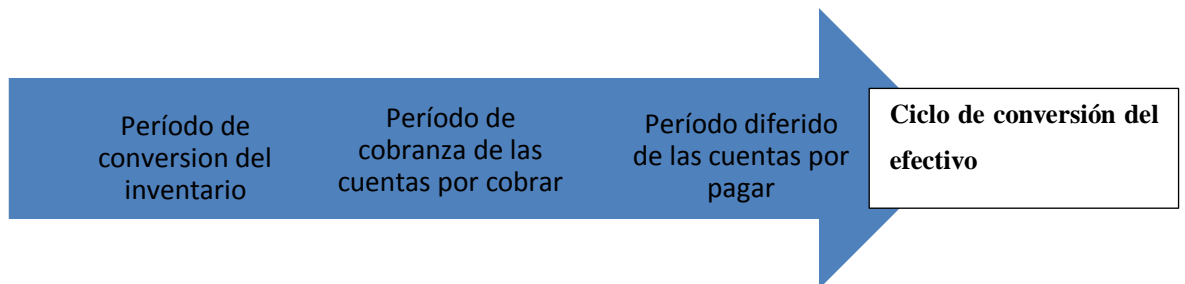 Período de
conversion del
inventario
Período de
cobranza de las
cuentas por cobrar
Período diferido
de las cuentas por
pagar
Ciclo de conversión del
efectivo